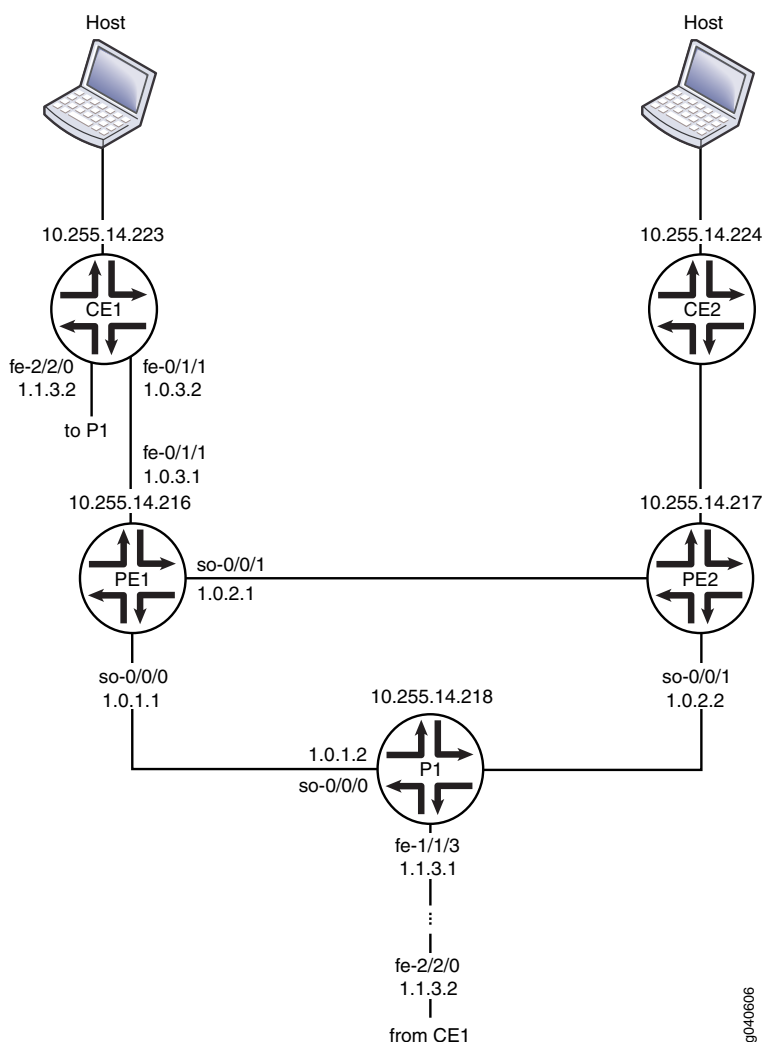 Host
Host
10.255.14.223
10.255.14.224
CE1
CE2
fe-2/2/0
1.1.3.2
fe-0/1/1
1.0.3.2
to P1
fe-0/1/1
1.0.3.1
10.255.14.216
10.255.14.217
PE1
so-0/0/1
1.0.2.1
PE2
so-0/0/0
1.0.1.1
so-0/0/1
1.0.2.2
10.255.14.218
1.0.1.2
so-0/0/0
P1
fe-1/1/3
1.1.3.1
...
fe-2/2/0
1.1.3.2
from CE1
g040606